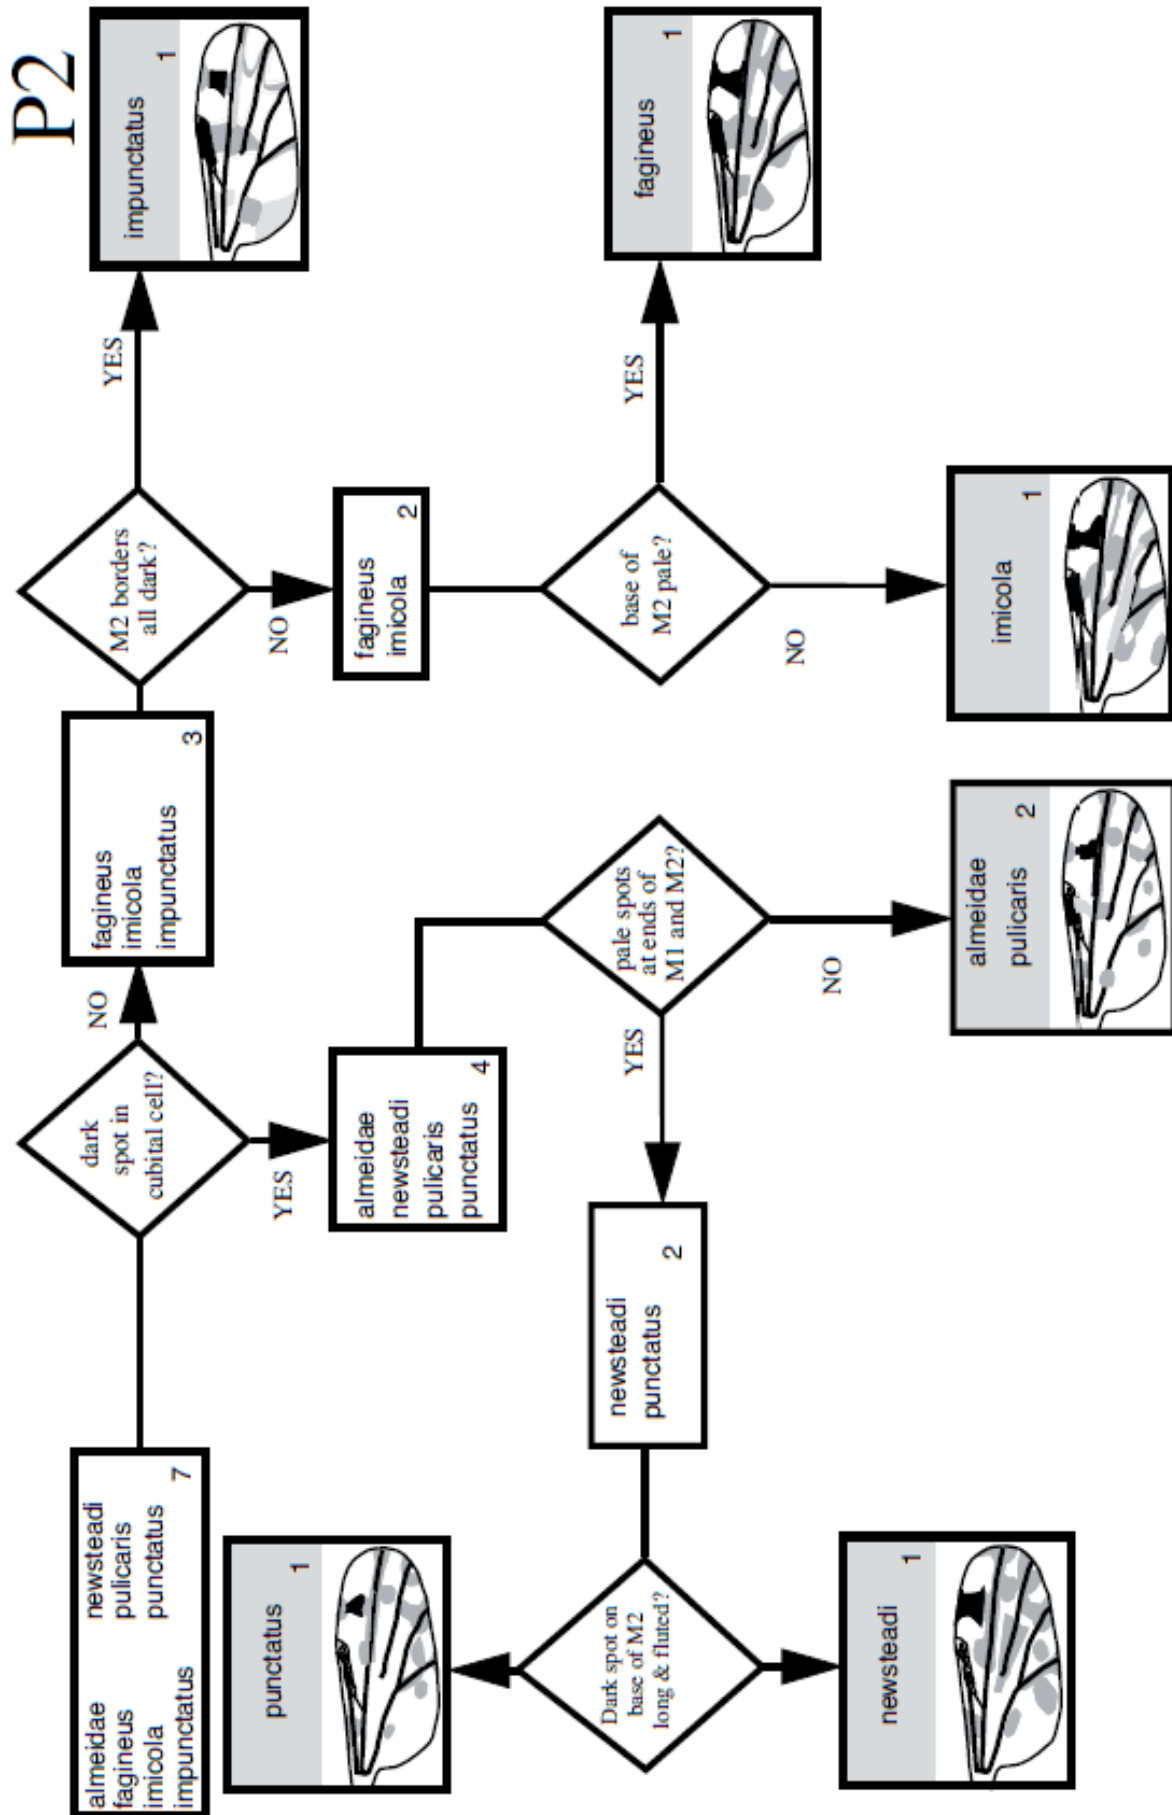 P2
almeidae
fagineus
imicola
impunctatus
newsteadi
pulicaris
punctatus
7
dark
spot in
cubital cell?
NO
fagineus
imicola
impunctatus
3
M2 borders
all dark?
YES
impunctatus
1
YES
almeidae
newsteadi
pulicaris
punctatus
4
NO
fagineus
imicola
2
base of
M2 pale?
YES
fagineus
1
NO
imicola
1
pale spots
at ends of
M1 and M2?
YES
newsteadi
punctatus
2
NO
almeidae
pulicaris
2
Dark spot on
base of M2
long & fluted?
punctatus
1
newsteadi
1